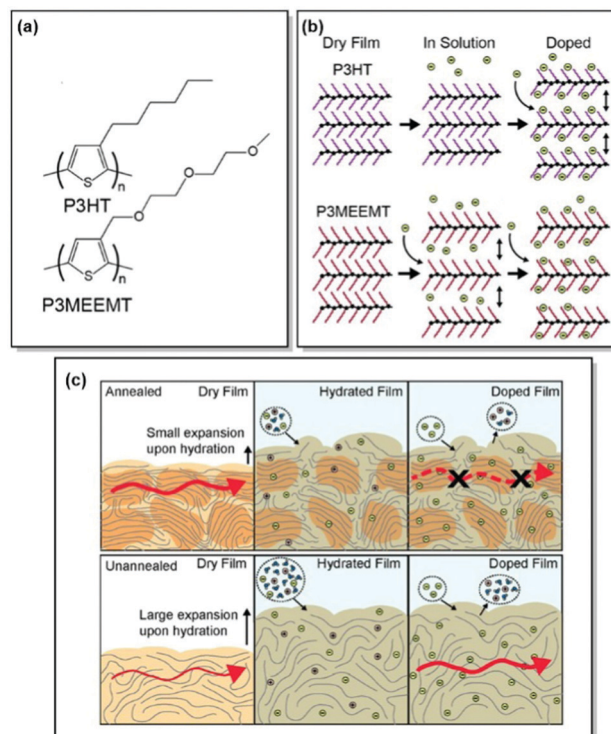 (a)
S
n
P3HT
O
O
O
S
n
P3MEEMT
(b)
Dry Film
In Solution
Doped
P3HT
P3MEEMT
(c)
Annealed
Dry Film
Hydrated Film
Doped Film
Small expansion
upon hydration
X
X
Unannealed
Dry Film
Hydrated Film
Doped Film
Large expansion
upon hydration